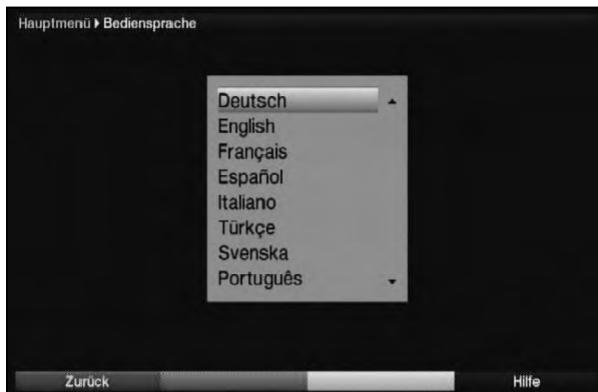 Hauptmenü ▸ Bediensprache
Deutsch
English
Français
Español
Italiano
Türkçe
Svenska
Português
Zurück Hilfe